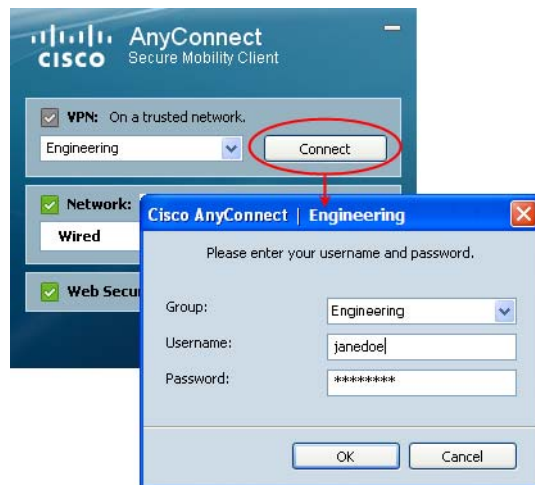 CISCO
AnyConnect
Secure Mobility Client
VPN: On a trusted network.
Engineering
Connect
Network:
Wired
Web Secu
Cisco AnyConnect | Engineering
Please enter your username and password.
Group: Engineering
Username: janedoe
Password: ********
OK Cancel